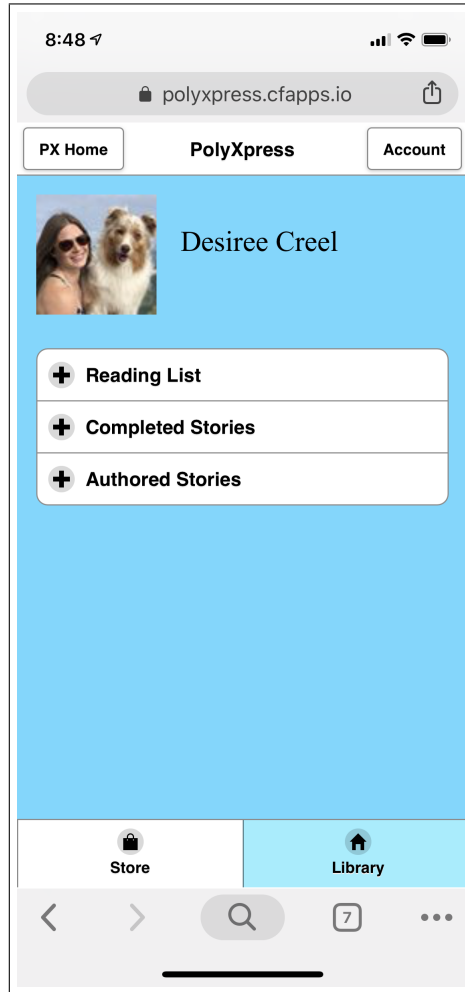 8:48
polyxpress.cfapps.io
PX Home PolyXpress Account
Desiree Creel
Reading List
Completed Stories
Authored Stories
Store Library
7